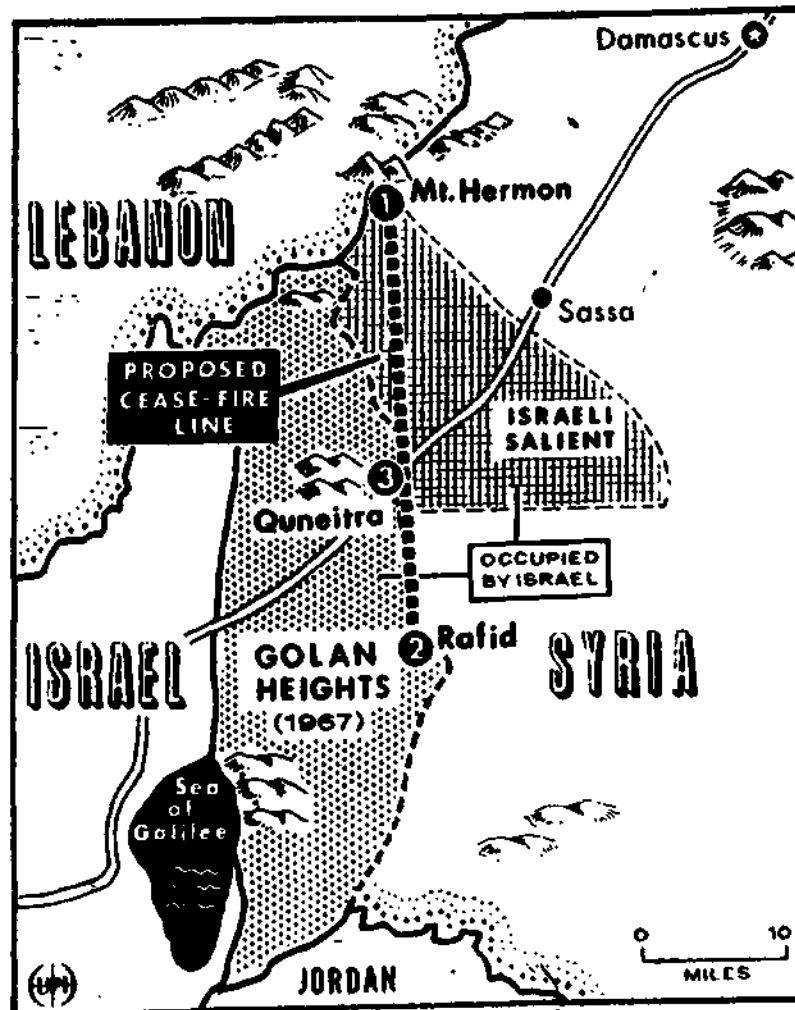 Damascus
1 Mt. Hermon
LEBANON
Sassa
PROPOSED
CEASE-FIRE
LINE
ISRAELI
SALIENT
3
Quneitra
OCCUPIED
BY ISRAEL
2 Rafid
ISRAEL
GOLAN
HEIGHTS
(1967)
SYRIA
Sea
of
Galilee
0 10
MILES
JORDAN
UPI